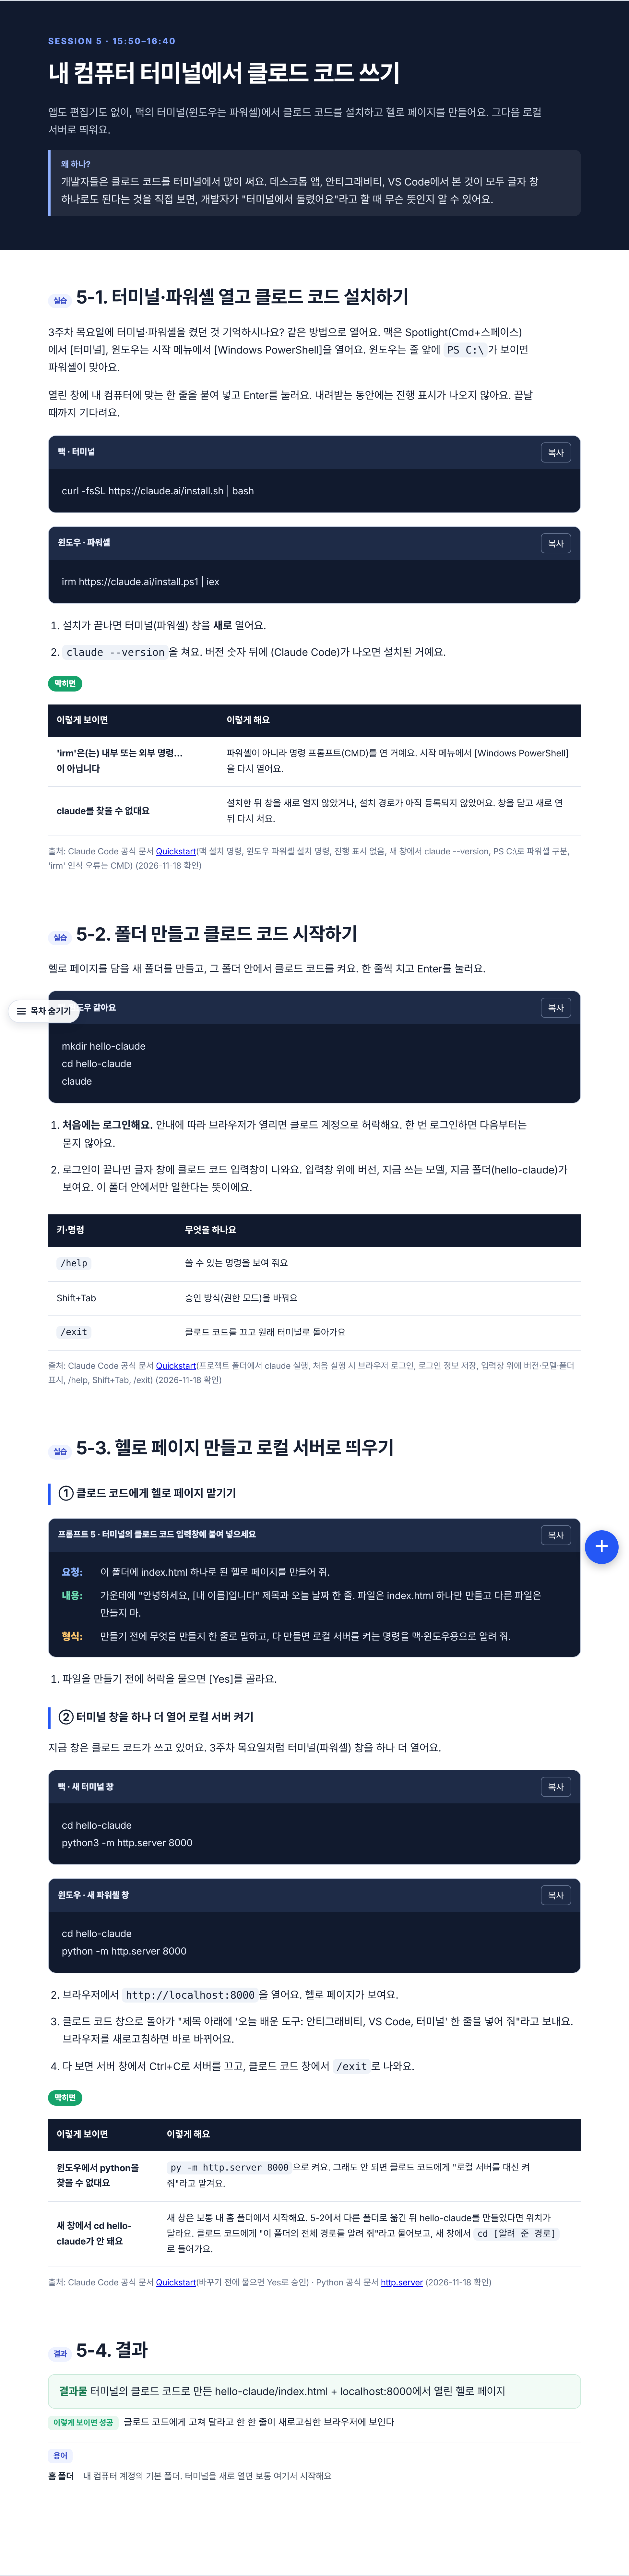 SESSION 5 · 15:50–16:40
내 컴퓨터 터미널에서 클로드 코드 쓰기
앱도 편집기도 없이, 맥의 터미널(윈도우는 파워셸)에서 클로드 코드를 설치하고 헬로 페이지를 만들어요. 그다음 로컬
서버로 띄워요.
왜 하나?
개발자들은 클로드 코드를 터미널에서 많이 써요. 데스크톱 앱, 안티그래비티, VS Code에서 본 것이 모두 글자 창
하나로도 된다는 것을 직접 보면, 개발자가 "터미널에서 돌렸어요"라고 할 때 무슨 뜻인지 알 수 있어요.
실습 5-1. 터미널·파워셸 열고 클로드 코드 설치하기
3주차 목요일에 터미널·파워셸을 켰던 것 기억하시나요? 같은 방법으로 열어요. 맥은 Spotlight(Cmd+스페이스)
에서 [터미널], 윈도우는 시작 메뉴에서 [Windows PowerShell]을 열어요. 윈도우는 줄 앞에 PS C:\ 가 보이면
파워셸이 맞아요.
열린 창에 내 컴퓨터에 맞는 한 줄을 붙여 넣고 Enter를 눌러요. 내려받는 동안에는 진행 표시가 나오지 않아요. 끝날
때까지 기다려요.
맥 · 터미널
복사
curl -fsSL https://claude.ai/install.sh | bash
윈도우 · 파워셸
복사
irm https://claude.ai/install.ps1 | iex
1. 설치가 끝나면 터미널(파워셸) 창을 새로 열어요.
2. claude --version 을 쳐요. 버전 숫자 뒤에 (Claude Code)가 나오면 설치된 거예요.
막히면
이렇게 보이면 이렇게 해요
'irm'은(는) 내부 또는 외부 명령…
이 아닙니다
파워셸이 아니라 명령 프롬프트(CMD)를 연 거예요. 시작 메뉴에서 [Windows PowerShell]
을 다시 열어요.
claude를 찾을 수 없대요
설치한 뒤 창을 새로 열지 않았거나, 설치 경로가 아직 등록되지 않았어요. 창을 닫고 새로 연
뒤 다시 쳐요.
출처: Claude Code 공식 문서 Quickstart(맥 설치 명령, 윈도우 파워셸 설치 명령, 진행 표시 없음, 새 창에서 claude --version, PS C:\로 파워셸 구분,
'irm' 인식 오류는 CMD) (2026-11-18 확인)
실습 5-2. 폴더 만들고 클로드 코드 시작하기
헬로 페이지를 담을 새 폴더를 만들고, 그 폴더 안에서 클로드 코드를 켜요. 한 줄씩 치고 Enter를 눌러요.
목차 숨기기
도우 같아요
복사
mkdir hello-claude
cd hello-claude
claude
1. 처음에는 로그인해요. 안내에 따라 브라우저가 열리면 클로드 계정으로 허락해요. 한 번 로그인하면 다음부터는
묻지 않아요.
2. 로그인이 끝나면 글자 창에 클로드 코드 입력창이 나와요. 입력창 위에 버전, 지금 쓰는 모델, 지금 폴더(hello-claude)가
보여요. 이 폴더 안에서만 일한다는 뜻이에요.
키·명령 무엇을 하나요
/help 쓸 수 있는 명령을 보여 줘요
Shift+Tab 승인 방식(권한 모드)을 바꿔요
/exit 클로드 코드를 끄고 원래 터미널로 돌아가요
출처: Claude Code 공식 문서 Quickstart(프로젝트 폴더에서 claude 실행, 처음 실행 시 브라우저 로그인, 로그인 정보 저장, 입력창 위에 버전·모델·폴더
표시, /help, Shift+Tab, /exit) (2026-11-18 확인)
실습 5-3. 헬로 페이지 만들고 로컬 서버로 띄우기
① 클로드 코드에게 헬로 페이지 맡기기
프롬프트 5 · 터미널의 클로드 코드 입력창에 붙여 넣으세요
복사
요청: 이 폴더에 index.html 하나로 된 헬로 페이지를 만들어 줘.
내용: 가운데에 "안녕하세요, [내 이름]입니다" 제목과 오늘 날짜 한 줄. 파일은 index.html 하나만 만들고 다른 파일은
만들지 마.
형식: 만들기 전에 무엇을 만들지 한 줄로 말하고, 다 만들면 로컬 서버를 켜는 명령을 맥·윈도우용으로 알려 줘.
1. 파일을 만들기 전에 허락을 물으면 [Yes]를 골라요.
② 터미널 창을 하나 더 열어 로컬 서버 켜기
지금 창은 클로드 코드가 쓰고 있어요. 3주차 목요일처럼 터미널(파워셸) 창을 하나 더 열어요.
맥 · 새 터미널 창
복사
cd hello-claude
python3 -m http.server 8000
윈도우 · 새 파워셸 창
복사
cd hello-claude
python -m http.server 8000
2. 브라우저에서 http://localhost:8000 을 열어요. 헬로 페이지가 보여요.
3. 클로드 코드 창으로 돌아가 "제목 아래에 '오늘 배운 도구: 안티그래비티, VS Code, 터미널' 한 줄을 넣어 줘"라고 보내요.
브라우저를 새로고침하면 바로 바뀌어요.
4. 다 보면 서버 창에서 Ctrl+C로 서버를 끄고, 클로드 코드 창에서 /exit 로 나와요.
막히면
이렇게 보이면 이렇게 해요
윈도우에서 python을
찾을 수 없대요
py -m http.server 8000 으로 켜요. 그래도 안 되면 클로드 코드에게 "로컬 서버를 대신 켜
줘"라고 맡겨요.
새 창에서 cd hello-
claude가 안 돼요
새 창은 보통 내 홈 폴더에서 시작해요. 5-2에서 다른 폴더로 옮긴 뒤 hello-claude를 만들었다면 위치가
달라요. 클로드 코드에게 "이 폴더의 전체 경로를 알려 줘"라고 물어보고, 새 창에서 cd [알려 준 경로]
로 들어가요.
출처: Claude Code 공식 문서 Quickstart(바꾸기 전에 물으면 Yes로 승인) · Python 공식 문서 http.server (2026-11-18 확인)
결과 5-4. 결과
결과물 터미널의 클로드 코드로 만든 hello-claude/index.html + localhost:8000에서 열린 헬로 페이지
이렇게 보이면 성공 클로드 코드에게 고쳐 달라고 한 한 줄이 새로고침한 브라우저에 보인다
용어
홈 폴더 내 컴퓨터 계정의 기본 폴더. 터미널을 새로 열면 보통 여기서 시작해요